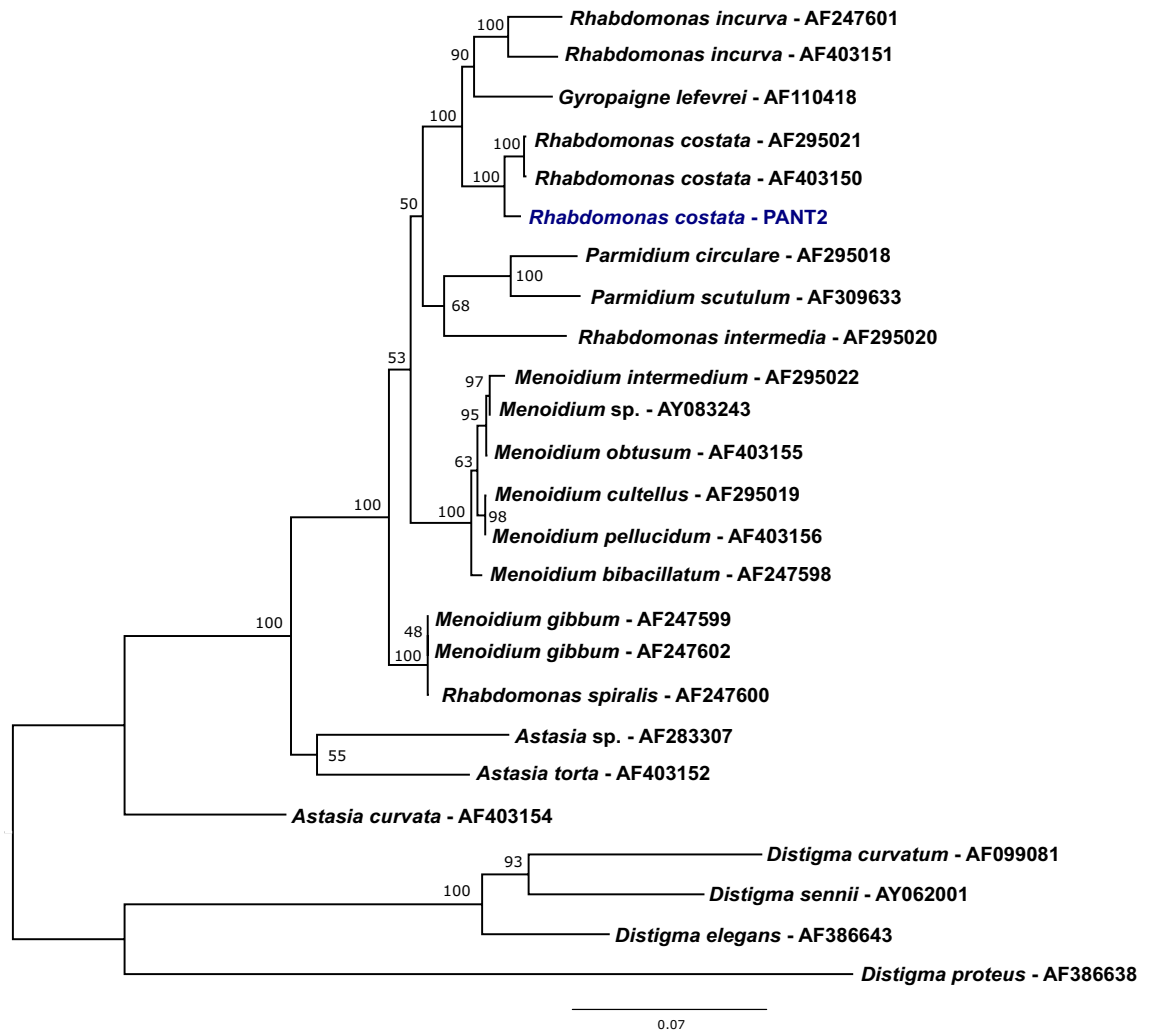 Rhabdomonas incurva - AF247601
100
Rhabdomonas incurva - AF403151
90
Gyropaigne lefevrei - AF110418
100
Rhabdomonas costata - AF295021
100
Rhabdomonas costata - AF403150
100
Rhabdomonas costata - PANT2
50
Parmidium circulare - AF295018
100
Parmidium scutulum - AF309633
68
Rhabdomonas intermedia - AF295020
53
Menoidium intermedium - AF295022
97
Menoidium sp. - AY083243
95
Menoidium obtusum - AF403155
63
Menoidium cultellus - AF295019
100
98
Menoidium pellucidum - AF403156
100
Menoidium bibacillatum - AF247598
Menoidium gibbum - AF247599
100
48
Menoidium gibbum - AF247602
100
Rhabdomonas spiralis - AF247600
Astasia sp. - AF283307
55
Astasia torta - AF403152
Astasia curvata - AF403154
Distigma curvatum - AF099081
93
Distigma sennii - AY062001
100
Distigma elegans - AF386643
Distigma proteus - AF386638
0.07